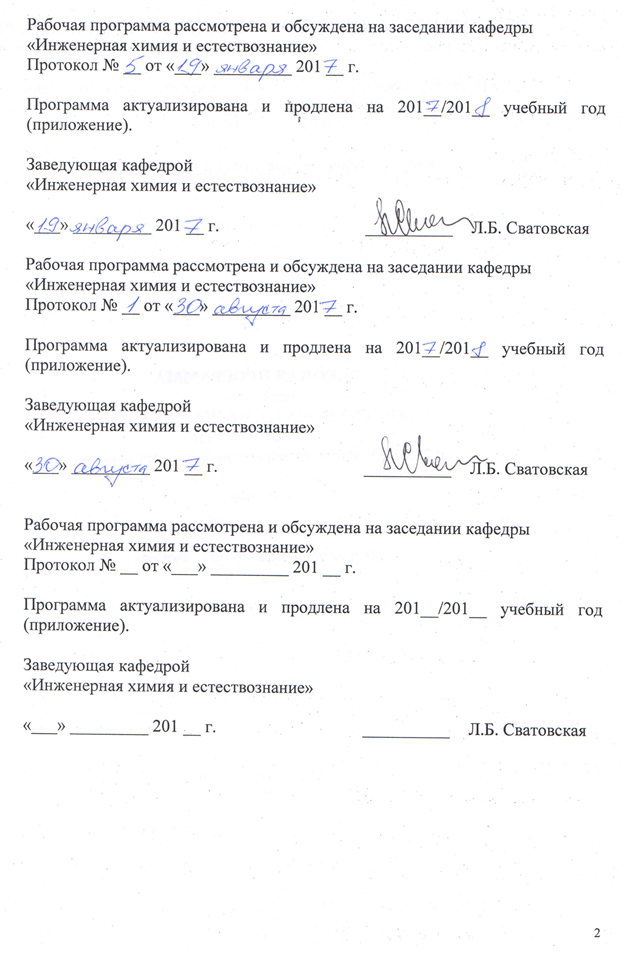 Рабочая программа рассмотрена и обсуждена на заседании кафедры
«Инженерная химия и естествознание»
Протокол № 5 от «19» января 2017 г.
Программа актуализирована и продлена на 2017/2018 учебный год
(приложение).
Заведующая кафедрой
«Инженерная химия и естествознание»
«19» января 2017 г. Л.Б. Сватовская
Рабочая программа рассмотрена и обсуждена на заседании кафедры
«Инженерная химия и естествознание»
Протокол № 1 от «30» августа 2017 г.
Программа актуализирована и продлена на 2017/2018 учебный год
(приложение).
Заведующая кафедрой
«Инженерная химия и естествознание»
«30» августа 2017 г. Л.Б. Сватовская
Рабочая программа рассмотрена и обсуждена на заседании кафедры
«Инженерная химия и естествознание»
Протокол № __ от «___» _________ 201 __ г.
Программа актуализирована и продлена на 201__/201__ учебный год
(приложение).
Заведующая кафедрой
«Инженерная химия и естествознание»
«___» _________ 201 __ г. __________ Л.Б. Сватовская
2